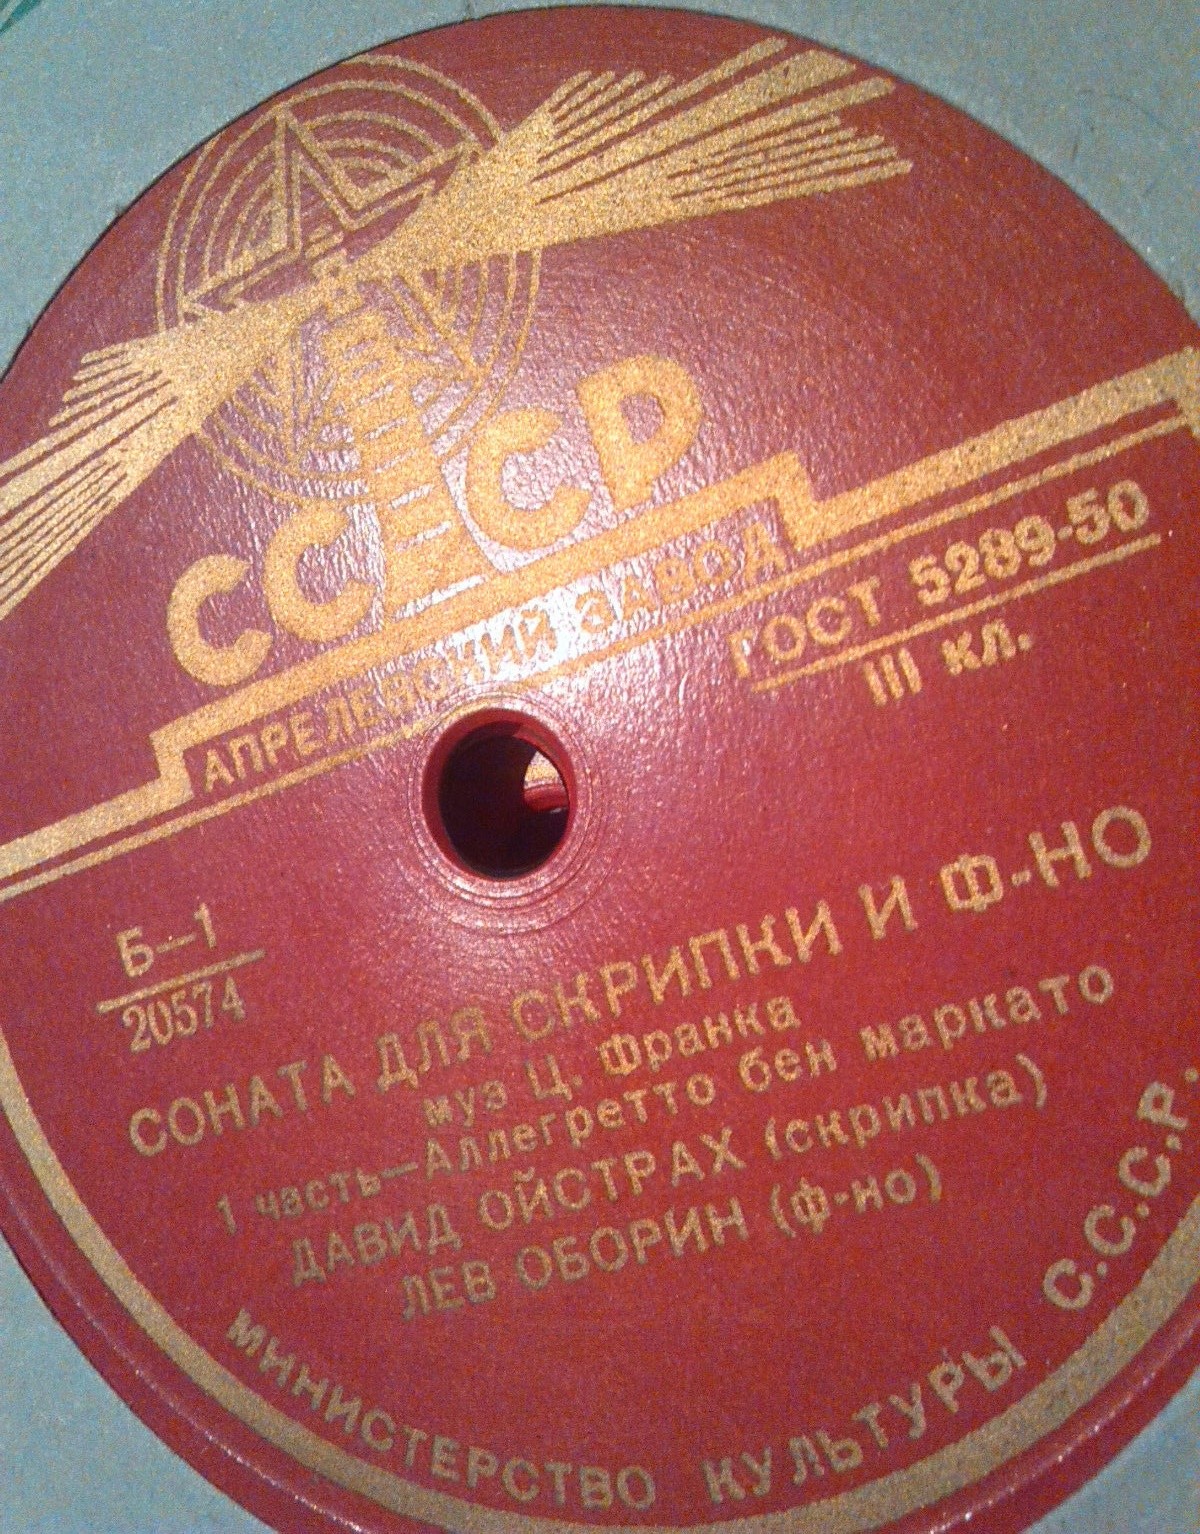 СССР
АПРЕЛЕВСКИЙ ЗАВОД
ГОСТ 5289-50
III кл.
Б—1
20574
СОНАТА ДЛЯ СКРИПКИ И Ф-НО
муз Ц. Франка
1 часть—Аллегретто бен маркато
ДАВИД ОЙСТРАХ (скрипка)
ЛЕВ ОБОРИН (ф-но)
МИНИСТЕРСТВО КУЛЬТУРЫ С.С.С.Р.